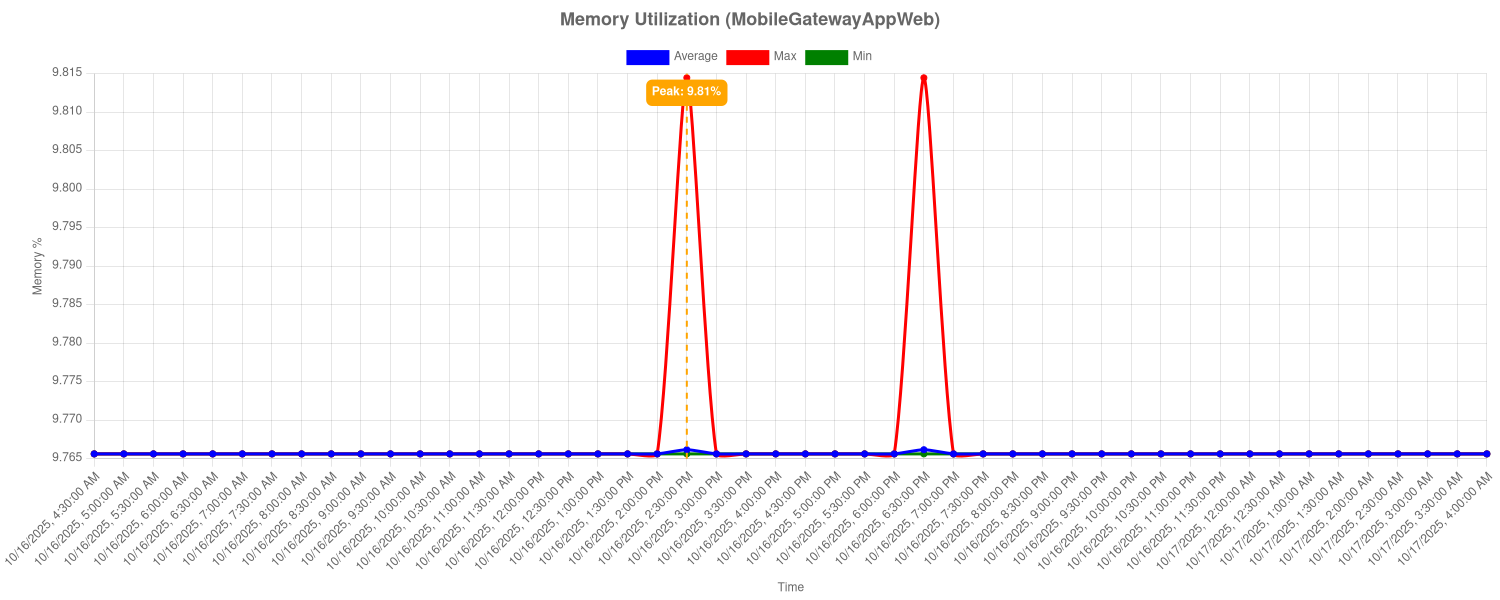 Memory Utilization (MobileGatewayAppWeb)
Average Max Min
9.815
Peak: 9.81%
9.810
9.805
9.800
9.795
9.790
9.785
9.780
9.775
9.770
9.765
Memory %
10/16/2025, 4:30:00 AM
10/16/2025, 5:00:00 AM
10/16/2025, 5:30:00 AM
10/16/2025, 6:00:00 AM
10/16/2025, 6:30:00 AM
10/16/2025, 7:00:00 AM
10/16/2025, 7:30:00 AM
10/16/2025, 8:00:00 AM
10/16/2025, 8:30:00 AM
10/16/2025, 9:00:00 AM
10/16/2025, 9:30:00 AM
10/16/2025, 10:00:00 AM
10/16/2025, 10:30:00 AM
10/16/2025, 11:00:00 AM
10/16/2025, 11:30:00 AM
10/16/2025, 12:00:00 PM
10/16/2025, 12:30:00 PM
10/16/2025, 1:00:00 PM
10/16/2025, 1:30:00 PM
10/16/2025, 2:00:00 PM
10/16/2025, 2:30:00 PM
10/16/2025, 3:00:00 PM
10/16/2025, 3:30:00 PM
10/16/2025, 4:00:00 PM
10/16/2025, 4:30:00 PM
10/16/2025, 5:00:00 PM
10/16/2025, 5:30:00 PM
10/16/2025, 6:00:00 PM
10/16/2025, 6:30:00 PM
10/16/2025, 7:00:00 PM
10/16/2025, 7:30:00 PM
10/16/2025, 8:00:00 PM
10/16/2025, 8:30:00 PM
10/16/2025, 9:00:00 PM
10/16/2025, 9:30:00 PM
10/16/2025, 10:00:00 PM
10/16/2025, 10:30:00 PM
10/16/2025, 11:00:00 PM
10/16/2025, 11:30:00 PM
10/17/2025, 12:00:00 AM
10/17/2025, 12:30:00 AM
10/17/2025, 1:00:00 AM
10/17/2025, 1:30:00 AM
10/17/2025, 2:00:00 AM
10/17/2025, 2:30:00 AM
10/17/2025, 3:00:00 AM
10/17/2025, 3:30:00 AM
10/17/2025, 4:00:00 AM
Time